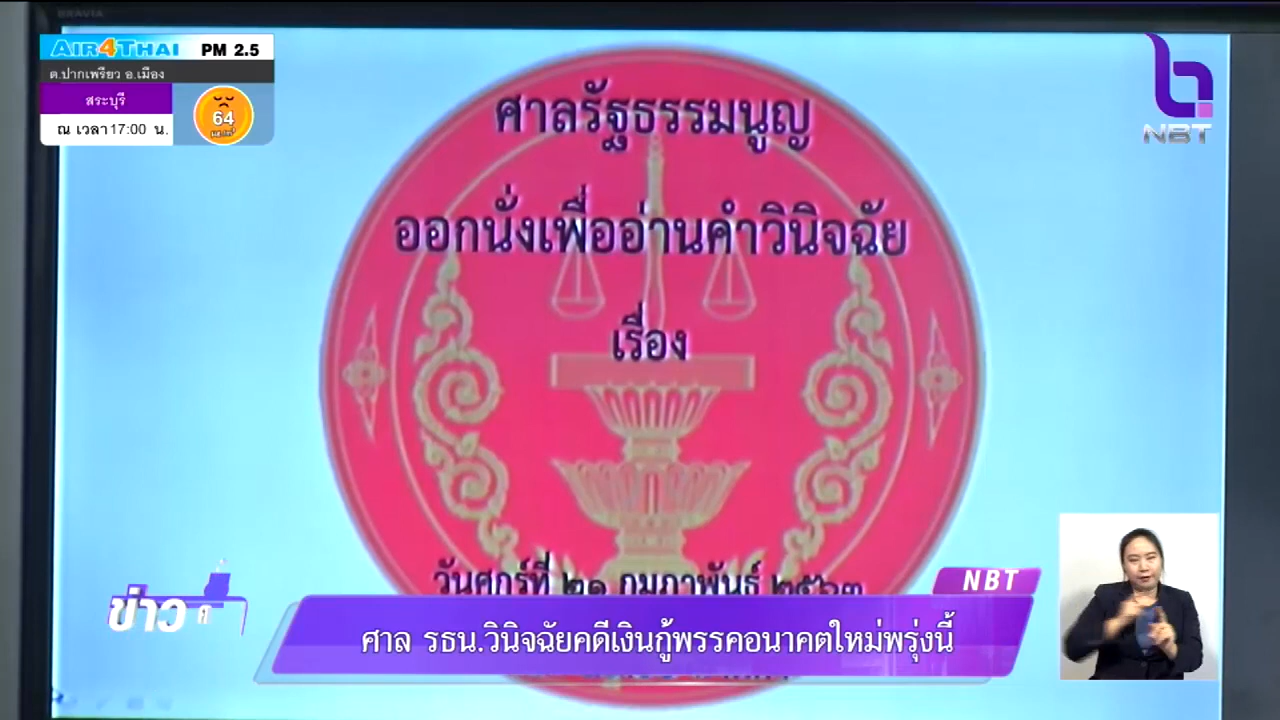 BRAVIA
AIR4THAI PM 2.5
ต.ปากเพรียว อ.เมือง
สระบุรี
64
ณ เวลา17:00 น.
NBT
ศาลรัฐธรรมนูญ
ออกนั่งเพื่ออ่านคำวินิจฉัย
เรื่อง
วันศุกร์ที่ ๒๑ กุมภาพันธ์ ๒๕๖๓
ข่าว
NBT
ศาล รธน.วินิจฉัยคดีเงินกู้พรรคอนาคตใหม่พรุ่งนี้